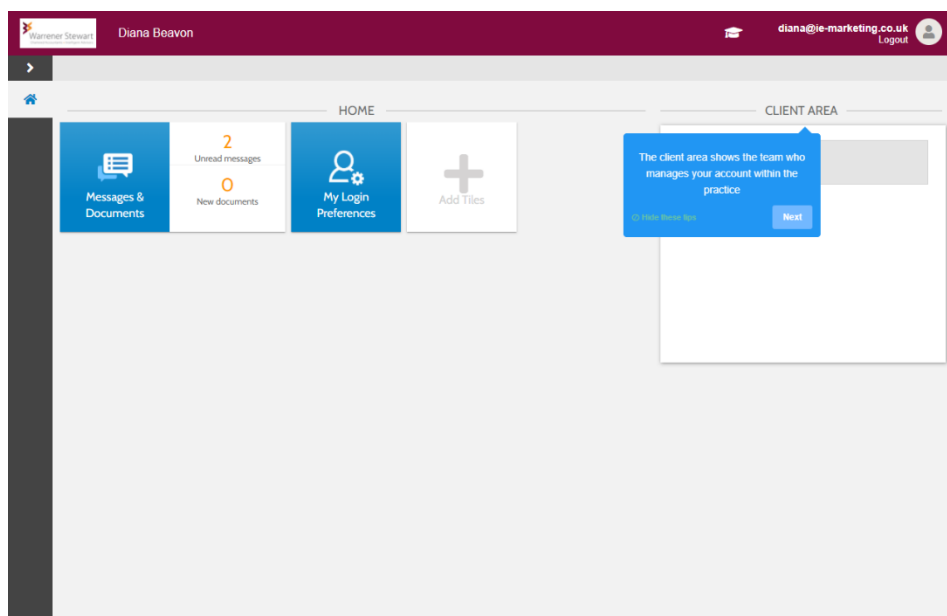 Warrener Stewart
Diana Beavon
diana@ie-marketing.co.uk
Logout
HOME
CLIENT AREA
Messages &
Documents
2
Unread messages
0
New documents
My Login
Preferences
Add Tiles
The client area shows the team who
manages your account within the
practice
Hide these tips
Next